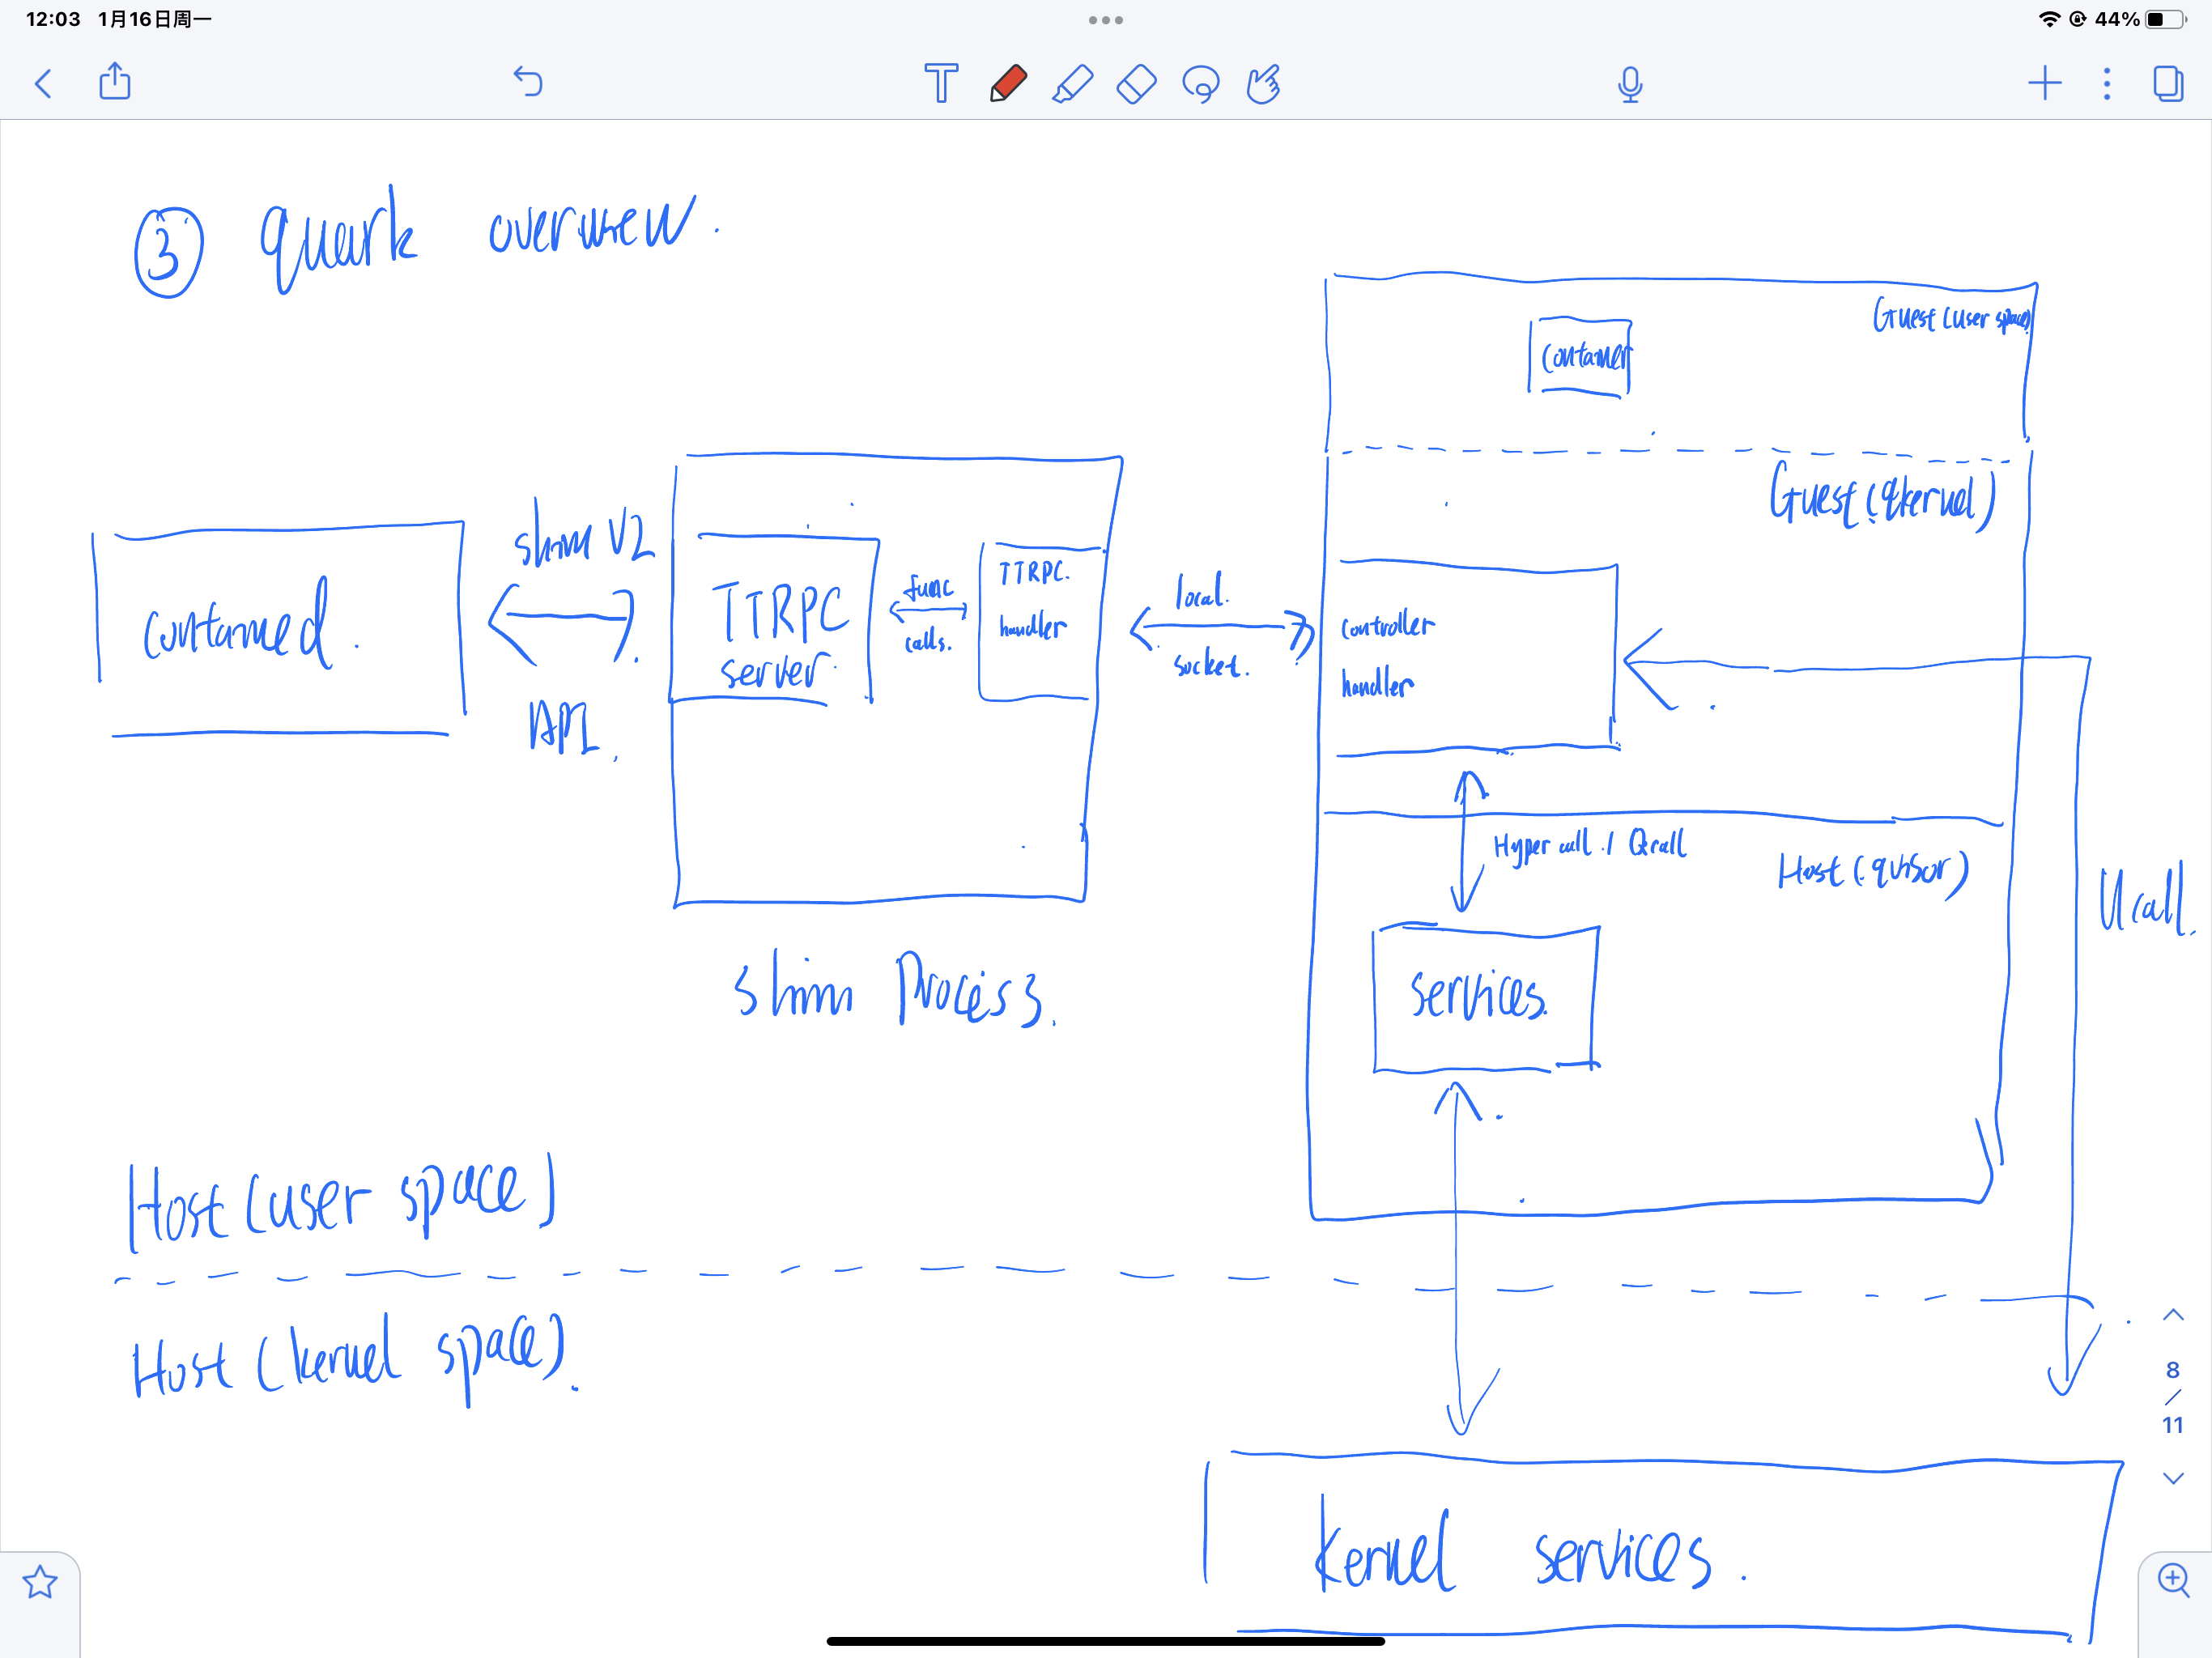 12:03 1月16日周一
44%
③ quark overview.
Guest (user space)
container
Guest (qkernel)
containerd.
shim V2
API.
TTRPC
server.
func
calls.
TTRPC.
handler
local.
socket.
controller
handler
Hyper call / Qcall
Host (qvisor)
Ucall.
services.
shim Process.
Host (user space)
Host (kernel space).
8
/
11
kernel services.